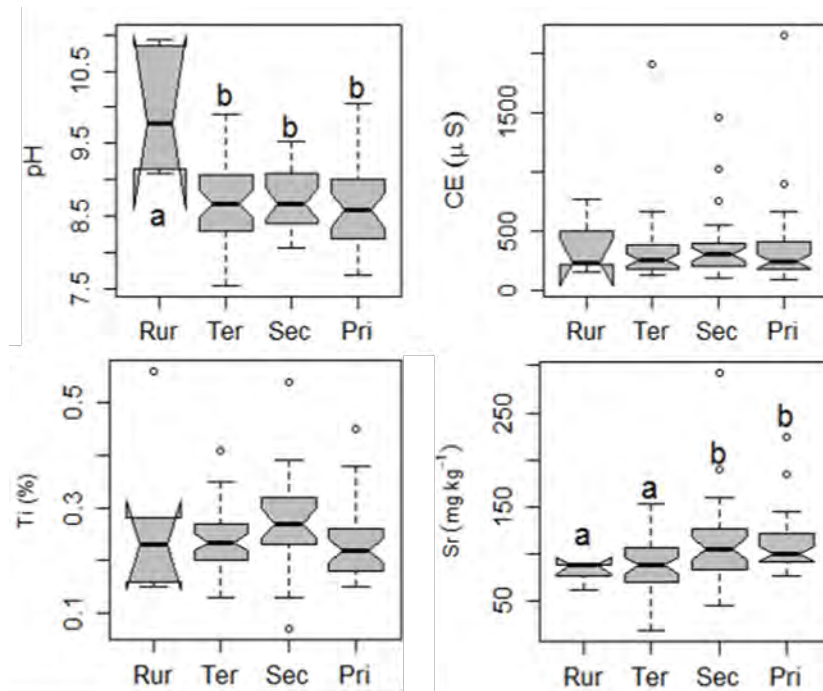 pH
10.5
9.5
8.5
7.5
a
b
b
b
Rur Ter Sec Pri
CE (μ S)
1500
500
0
Rur Ter Sec Pri
Ti (%)
0.5
0.3
0.1
Rur Ter Sec Pri
Sr (mg kg⁻¹)
250
150
50
a
a
b
b
Rur Ter Sec Pri